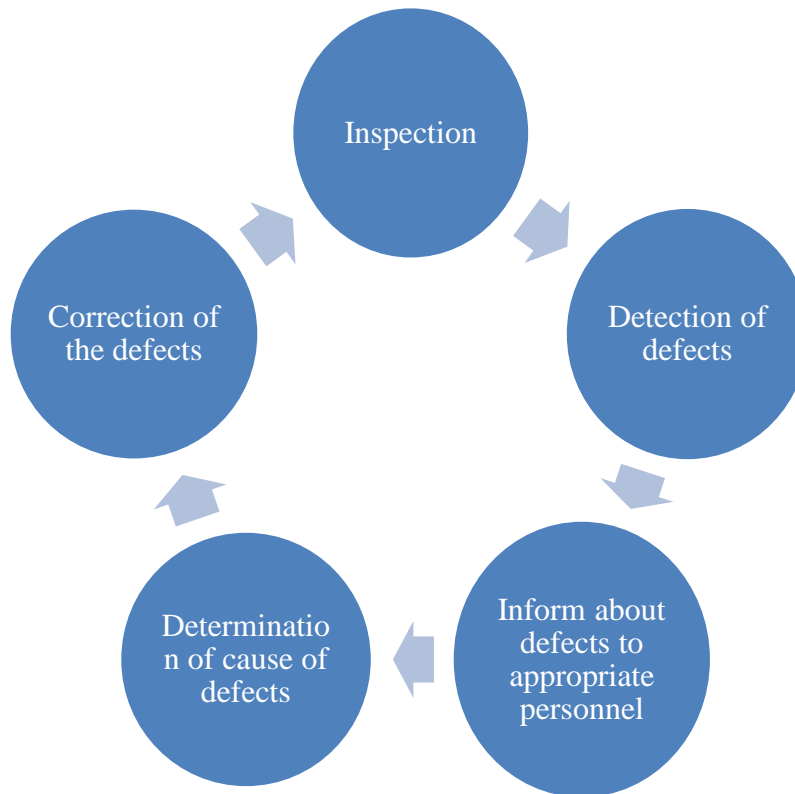 Inspection
Detection of
defects
Inform about
defects to
appropriate
personnel
Determinatio
n of cause of
defects
Correction of
the defects